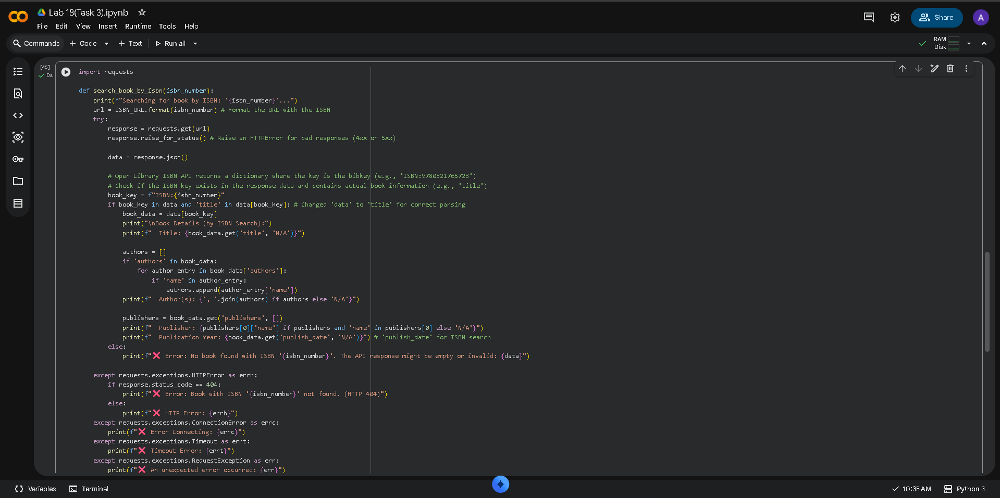 Lab 18(Task 3).ipynb
File Edit View Insert Runtime Tools Help
Share
A
Commands + Code + Text Run all
RAM
Disk
[45]
0s
import requests
def search_book_by_isbn(isbn_number):
print(f"Searching for book by ISBN: '{isbn_number}'...")
url = ISBN_URL.format(isbn_number) # Format the URL with the ISBN
try:
response = requests.get(url)
response.raise_for_status() # Raise an HTTPError for bad responses (4xx or 5xx)
data = response.json()
# Open Library ISBN API returns a dictionary where the key is the bibkey (e.g., 'ISBN:9780321765723')
# Check if the ISBN key exists in the response data and contains actual book information (e.g., 'title')
book_key = f"ISBN:{isbn_number}"
if book_key in data and 'title' in data[book_key]: # Changed 'data' to 'title' for correct parsing
book_data = data[book_key]
print("\nBook Details (by ISBN Search):")
print(f"  Title: {book_data.get('title', 'N/A')}")
authors = []
if 'authors' in book_data:
for author_entry in book_data['authors']:
if 'name' in author_entry:
authors.append(author_entry['name'])
print(f"  Author(s): {', '.join(authors) if authors else 'N/A'}")
publishers = book_data.get('publishers', [])
print(f"  Publisher: {publishers[0]['name'] if publishers and 'name' in publishers[0] else 'N/A'}")
print(f"  Publication Year: {book_data.get('publish_date', 'N/A')}") # 'publish_date' for ISBN search
else:
print(f"❌ Error: No book found with ISBN '{isbn_number}'. The API response might be empty or invalid: {data}")
except requests.exceptions.HTTPError as errh:
if response.status_code == 404:
print(f"❌ Error: Book with ISBN '{isbn_number}' not found. (HTTP 404)")
else:
print(f"❌ HTTP Error: {errh}")
except requests.exceptions.ConnectionError as errc:
print(f"❌ Error Connecting: {errc}")
except requests.exceptions.Timeout as errt:
print(f"❌ Timeout Error: {errt}")
except requests.exceptions.RequestException as err:
print(f"❌ An unexpected error occurred: {err}")
Variables Terminal
10:38 AM Python 3